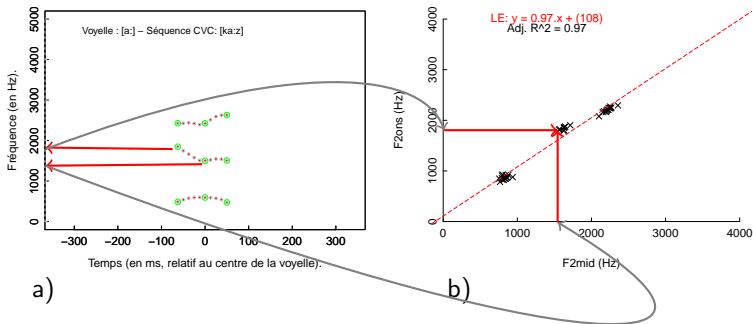 Voyelle : [a:] – Séquence CVC: [ka:z]
Fréquence (en Hz).
0 1000 2000 3000 4000 5000
−300 −200 −100 0 100 200 300
Temps (en ms, relatif au centre de la voyelle).
a)
LE: y = 0.97.x + (108)
Adj. R^2 = 0.97
F2ons (Hz)
0 1000 2000 3000 4000
0 1000 2000 3000 4000
F2mid (Hz)
b)